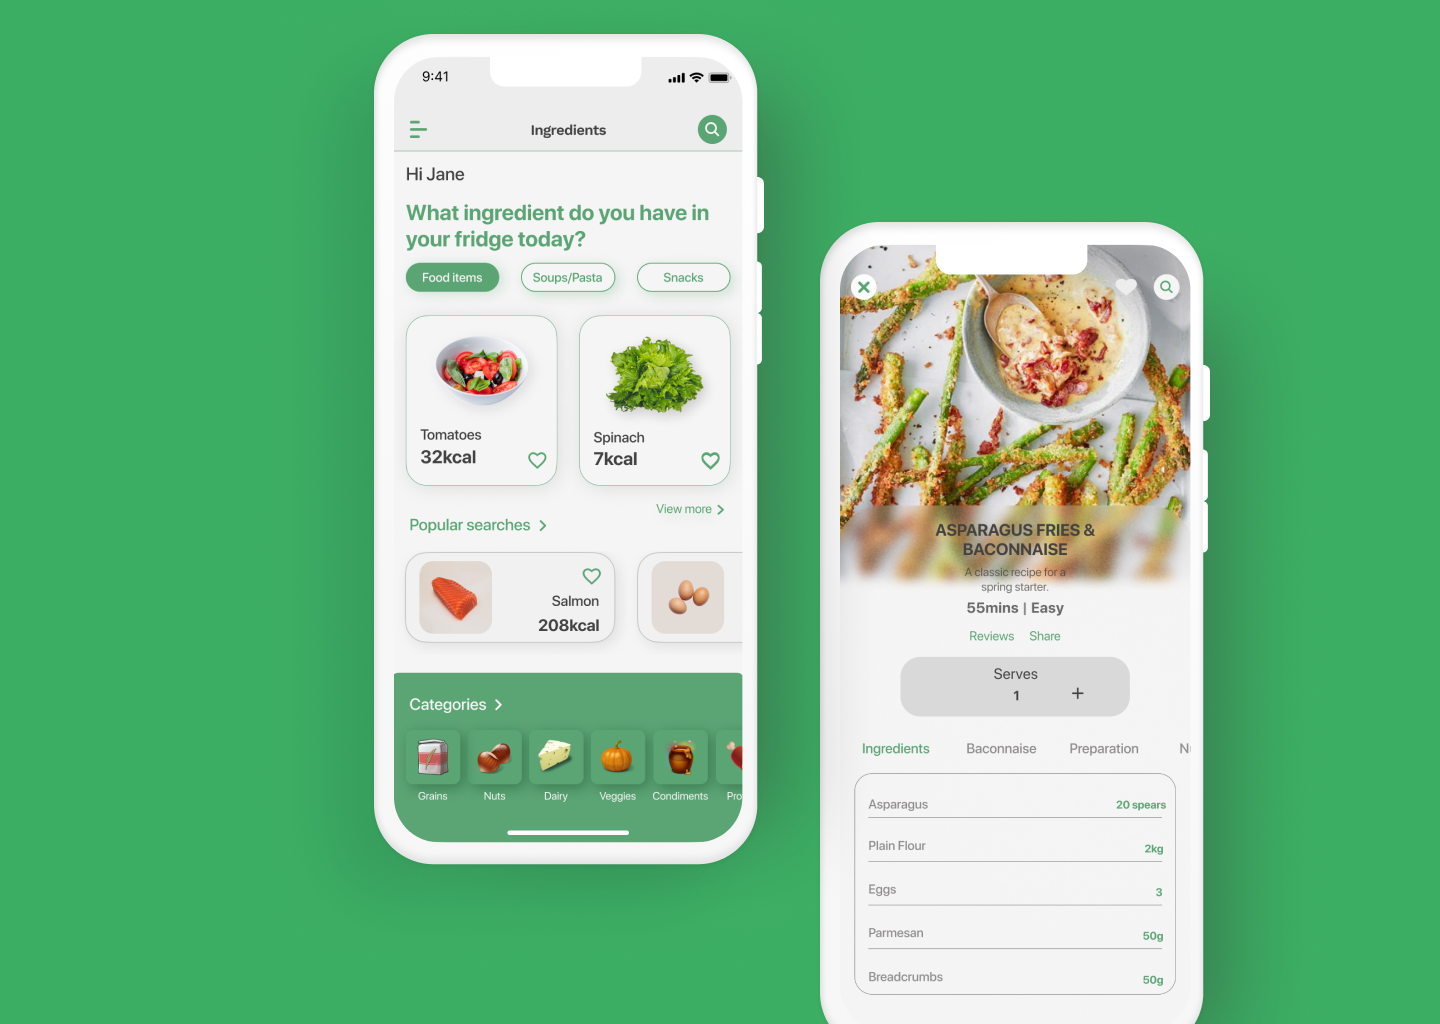 9:41
Ingredients
Hi Jane
What ingredient do you have in
your fridge today?
Food items
Soups/Pasta
Snacks
Tomatoes
32kcal
Spinach
7kcal
View more
Popular searches
Salmon
208kcal
Categories
Grains
Nuts
Dairy
Veggies
Condiments
Pro
ASPARAGUS FRIES &
BACONNAISE
A classic recipe for a
spring starter.
55mins | Easy
Reviews
Share
Serves
1
+
Ingredients
Baconnaise
Preparation
Asparagus
20 spears
Plain Flour
2kg
Eggs
3
Parmesan
50g
Breadcrumbs
50g